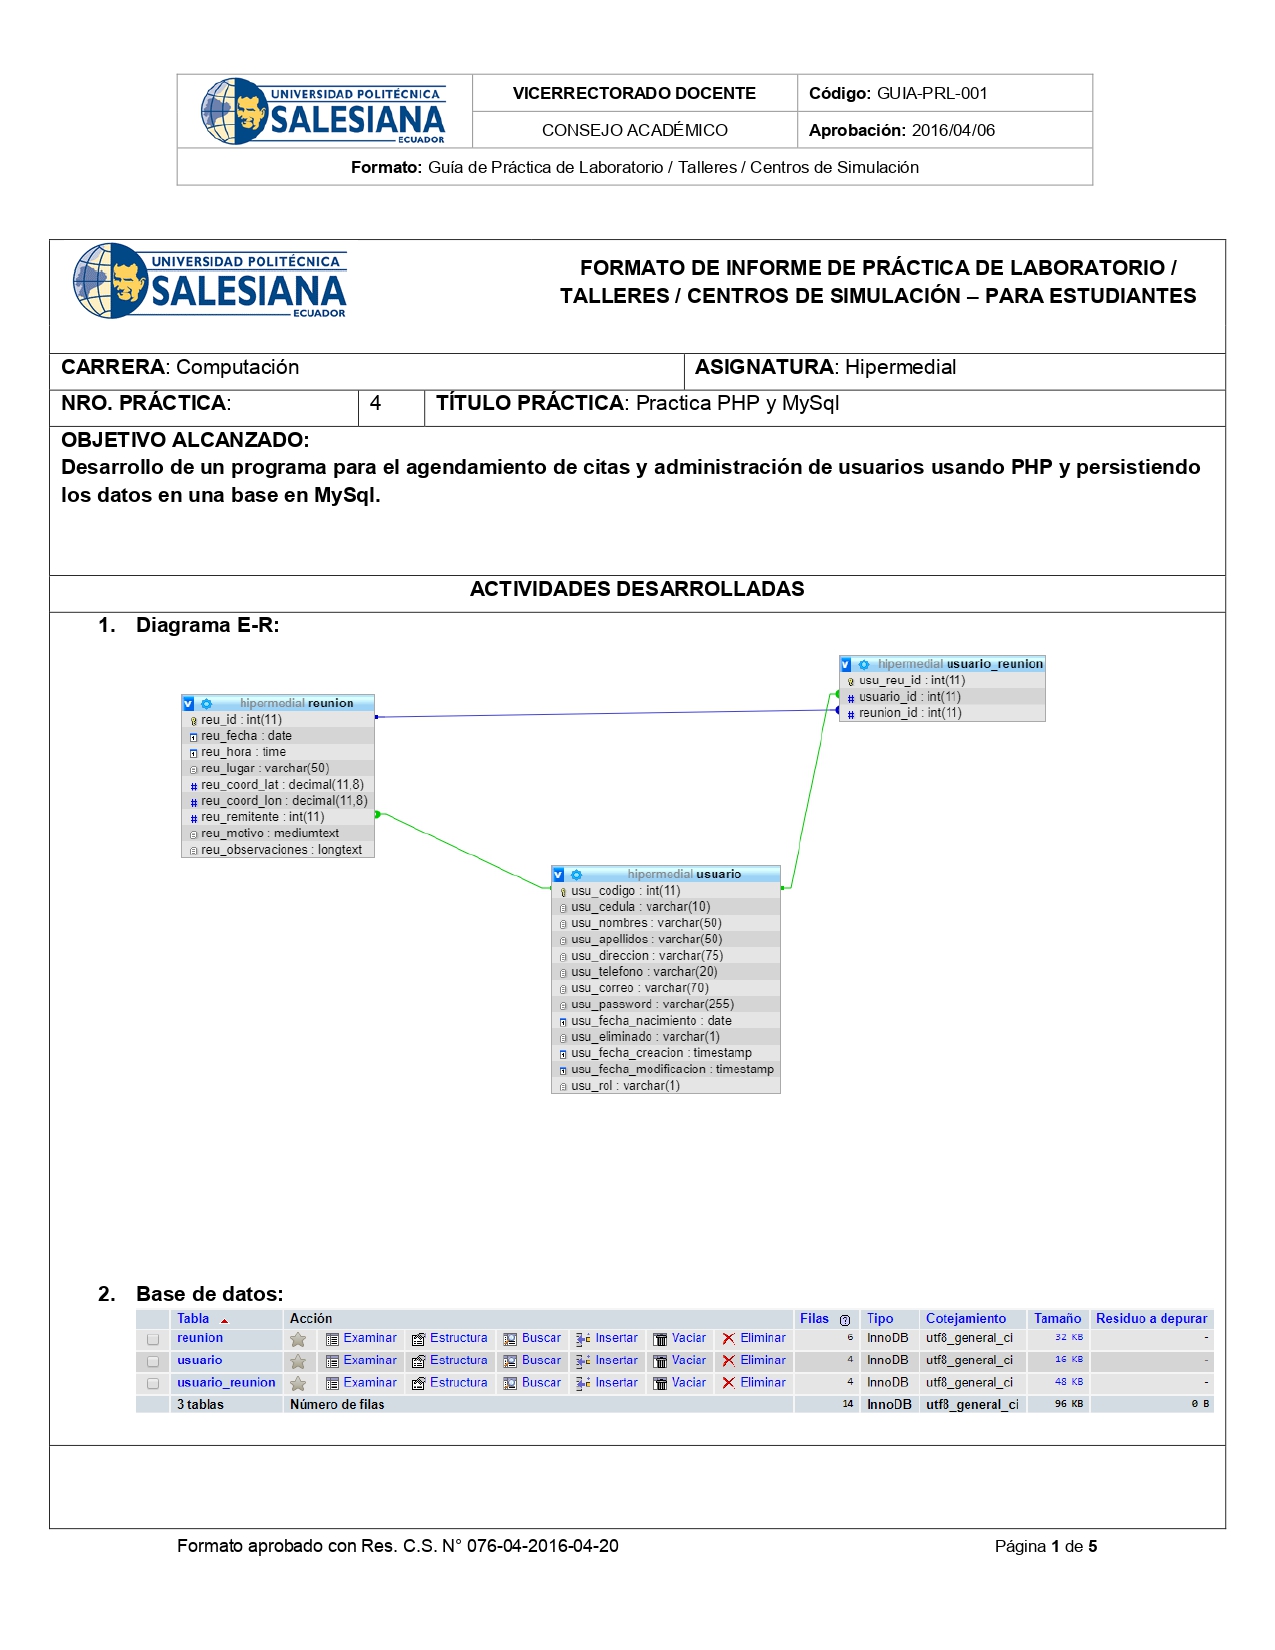 UNIVERSIDAD POLITÉCNICA
SALESIANA
ECUADOR
VICERRECTORADO DOCENTE
Código: GUIA-PRL-001
CONSEJO ACADÉMICO
Aprobación: 2016/04/06
Formato: Guía de Práctica de Laboratorio / Talleres / Centros de Simulación
UNIVERSIDAD POLITÉCNICA
SALESIANA
ECUADOR
FORMATO DE INFORME DE PRÁCTICA DE LABORATORIO /
TALLERES / CENTROS DE SIMULACIÓN – PARA ESTUDIANTES
CARRERA: Computación
ASIGNATURA: Hipermedial
NRO. PRÁCTICA: 4
TÍTULO PRÁCTICA: Practica PHP y MySql
OBJETIVO ALCANZADO:
Desarrollo de un programa para el agendamiento de citas y administración de usuarios usando PHP y persistiendo
los datos en una base en MySql.
ACTIVIDADES DESARROLLADAS
1. Diagrama E-R:
v hipermedial usuario_reunion
usu_reu_id : int(11)
# usuario_id : int(11)
# reunion_id : int(11)
v hipermedial reunion
reu_id : int(11)
reu_fecha : date
reu_hora : time
reu_lugar : varchar(50)
# reu_coord_lat : decimal(11,8)
# reu_coord_lon : decimal(11,8)
# reu_remitente : int(11)
reu_motivo : mediumtext
reu_observaciones : longtext
v hipermedial usuario
usu_codigo : int(11)
usu_cedula : varchar(10)
usu_nombres : varchar(50)
usu_apellidos : varchar(50)
usu_direccion : varchar(75)
usu_telefono : varchar(20)
usu_correo : varchar(70)
usu_password : varchar(255)
usu_fecha_nacimiento : date
usu_eliminado : varchar(1)
usu_fecha_creacion : timestamp
usu_fecha_modificacion : timestamp
usu_rol : varchar(1)
2. Base de datos:
Tabla Acción Filas Tipo Cotejamiento Tamaño Residuo a depurar
reunion Examinar Estructura Buscar Insertar Vaciar Eliminar 6 InnoDB utf8_general_ci 32 KB -
usuario Examinar Estructura Buscar Insertar Vaciar Eliminar 4 InnoDB utf8_general_ci 16 KB -
usuario_reunion Examinar Estructura Buscar Insertar Vaciar Eliminar 4 InnoDB utf8_general_ci 48 KB -
3 tablas Número de filas 14 InnoDB utf8_general_ci 96 KB 0 B
Formato aprobado con Res. C.S. N° 076-04-2016-04-20
Página 1 de 5